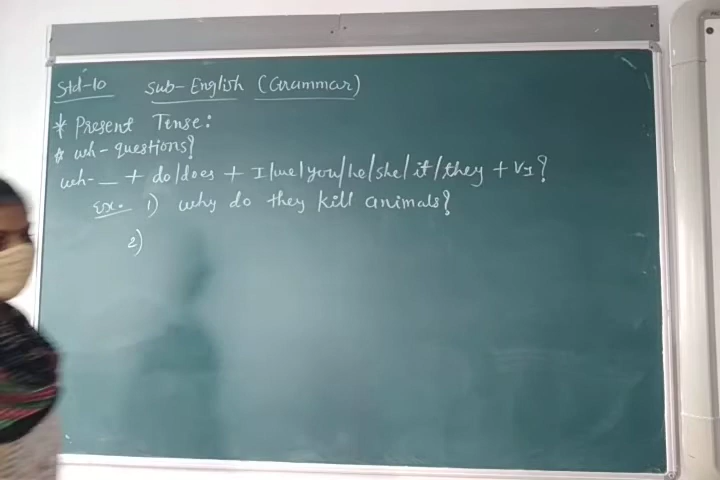 Std-10 Sub-English (Grammar)
* Present Tense:
* wh-questions?
wh-__ + do/does + I/we/you/he/she/it/they + V1?
Ex. 1) why do they kill animals?
2)